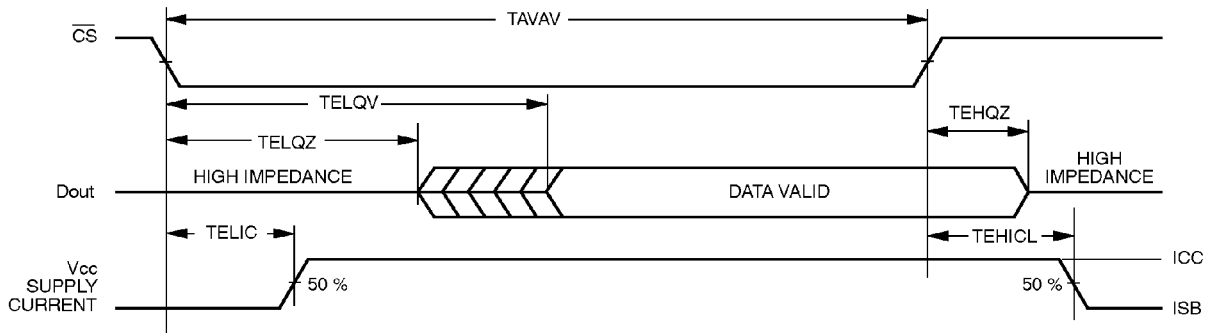 TAVAV
CS
TELQV
TEHQZ
TELQZ
HIGH IMPEDANCE
HIGH
IMPEDANCE
Dout
DATA VALID
TELIC
TEHICL
Vcc
SUPPLY
CURRENT
50 %
50 %
ICC
ISB